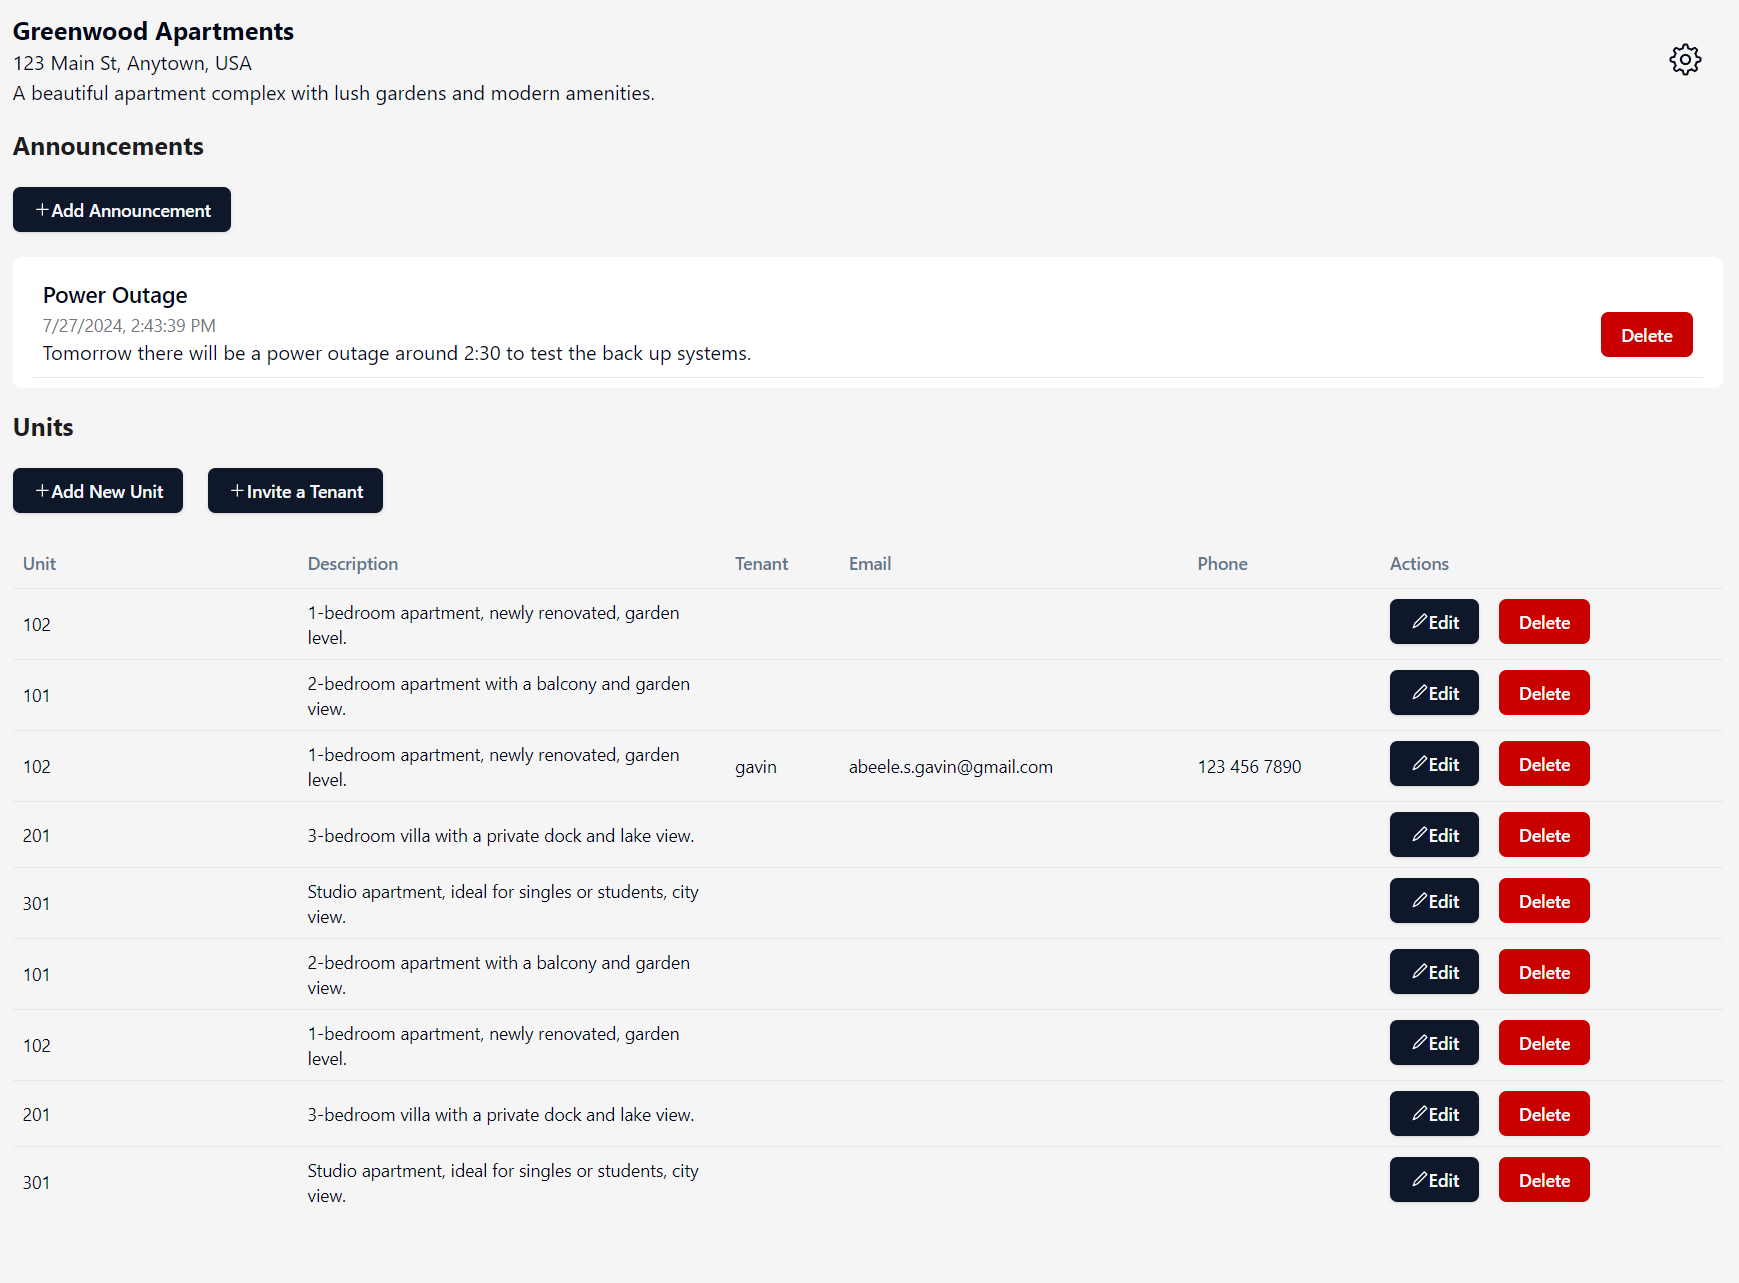 Greenwood Apartments
123 Main St, Anytown, USA
A beautiful apartment complex with lush gardens and modern amenities.
Announcements
+Add Announcement
Power Outage
7/27/2024, 2:43:39 PM
Tomorrow there will be a power outage around 2:30 to test the back up systems.
Delete
Units
+Add New Unit +Invite a Tenant
Unit Description Tenant Email Phone Actions
102 1-bedroom apartment, newly renovated, garden
level. Edit Delete
101 2-bedroom apartment with a balcony and garden
view. Edit Delete
102 1-bedroom apartment, newly renovated, garden
level. gavin abeele.s.gavin@gmail.com 123 456 7890 Edit Delete
201 3-bedroom villa with a private dock and lake view. Edit Delete
301 Studio apartment, ideal for singles or students, city
view. Edit Delete
101 2-bedroom apartment with a balcony and garden
view. Edit Delete
102 1-bedroom apartment, newly renovated, garden
level. Edit Delete
201 3-bedroom villa with a private dock and lake view. Edit Delete
301 Studio apartment, ideal for singles or students, city
view. Edit Delete